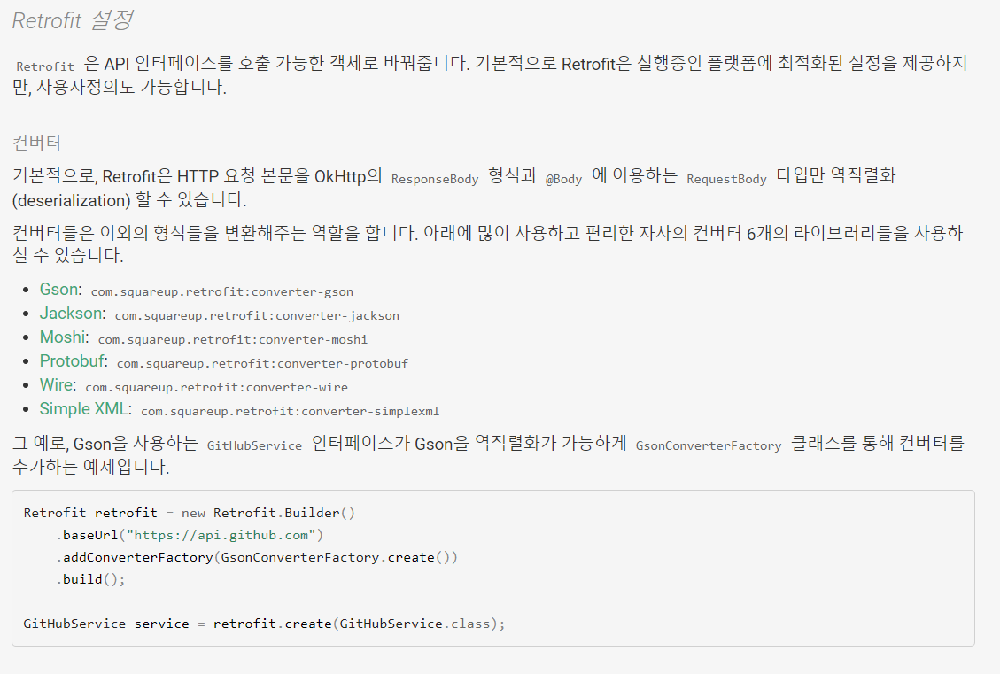 Retrofit 설정
Retrofit 은 API 인터페이스를 호출 가능한 객체로 바꿔줍니다. 기본적으로 Retrofit은 실행중인 플랫폼에 최적화된 설정을 제공하지
만, 사용자정의도 가능합니다.
컨버터
기본적으로, Retrofit은 HTTP 요청 본문을 OkHttp의 ResponseBody 형식과 @Body 에 이용하는 RequestBody 타입만 역직렬화
(deserialization) 할 수 있습니다.
컨버터들은 이외의 형식들을 변환해주는 역할을 합니다. 아래에 많이 사용하고 편리한 자사의 컨버터 6개의 라이브러리들을 사용하
실 수 있습니다.
• Gson: com.squareup.retrofit:converter-gson
• Jackson: com.squareup.retrofit:converter-jackson
• Moshi: com.squareup.retrofit:converter-moshi
• Protobuf: com.squareup.retrofit:converter-protobuf
• Wire: com.squareup.retrofit:converter-wire
• Simple XML: com.squareup.retrofit:converter-simplexml
그 예로, Gson을 사용하는 GitHubService 인터페이스가 Gson을 역직렬화가 가능하게 GsonConverterFactory 클래스를 통해 컨버터를
추가하는 예제입니다.
Retrofit retrofit = new Retrofit.Builder()
    .baseUrl("https://api.github.com")
    .addConverterFactory(GsonConverterFactory.create())
    .build();
GitHubService service = retrofit.create(GitHubService.class);